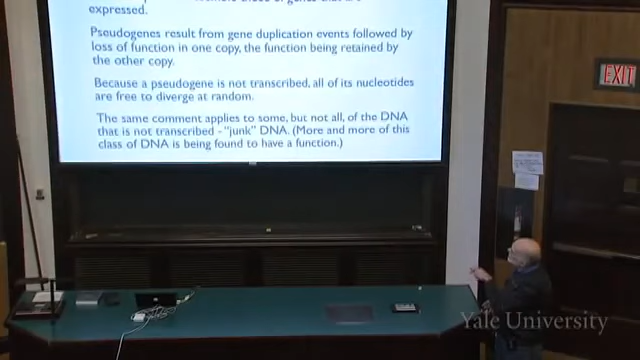 expressed.
Pseudogenes result from gene duplication events followed by
loss of function in one copy, the function being retained by
the other copy.
Because a pseudogene is not transcribed, all of its nucleotides
are free to diverge at random.
The same comment applies to some, but not all, of the DNA
that is not transcribed - "junk" DNA. (More and more of this
class of DNA is being found to have a function.)
EXIT
Yale University